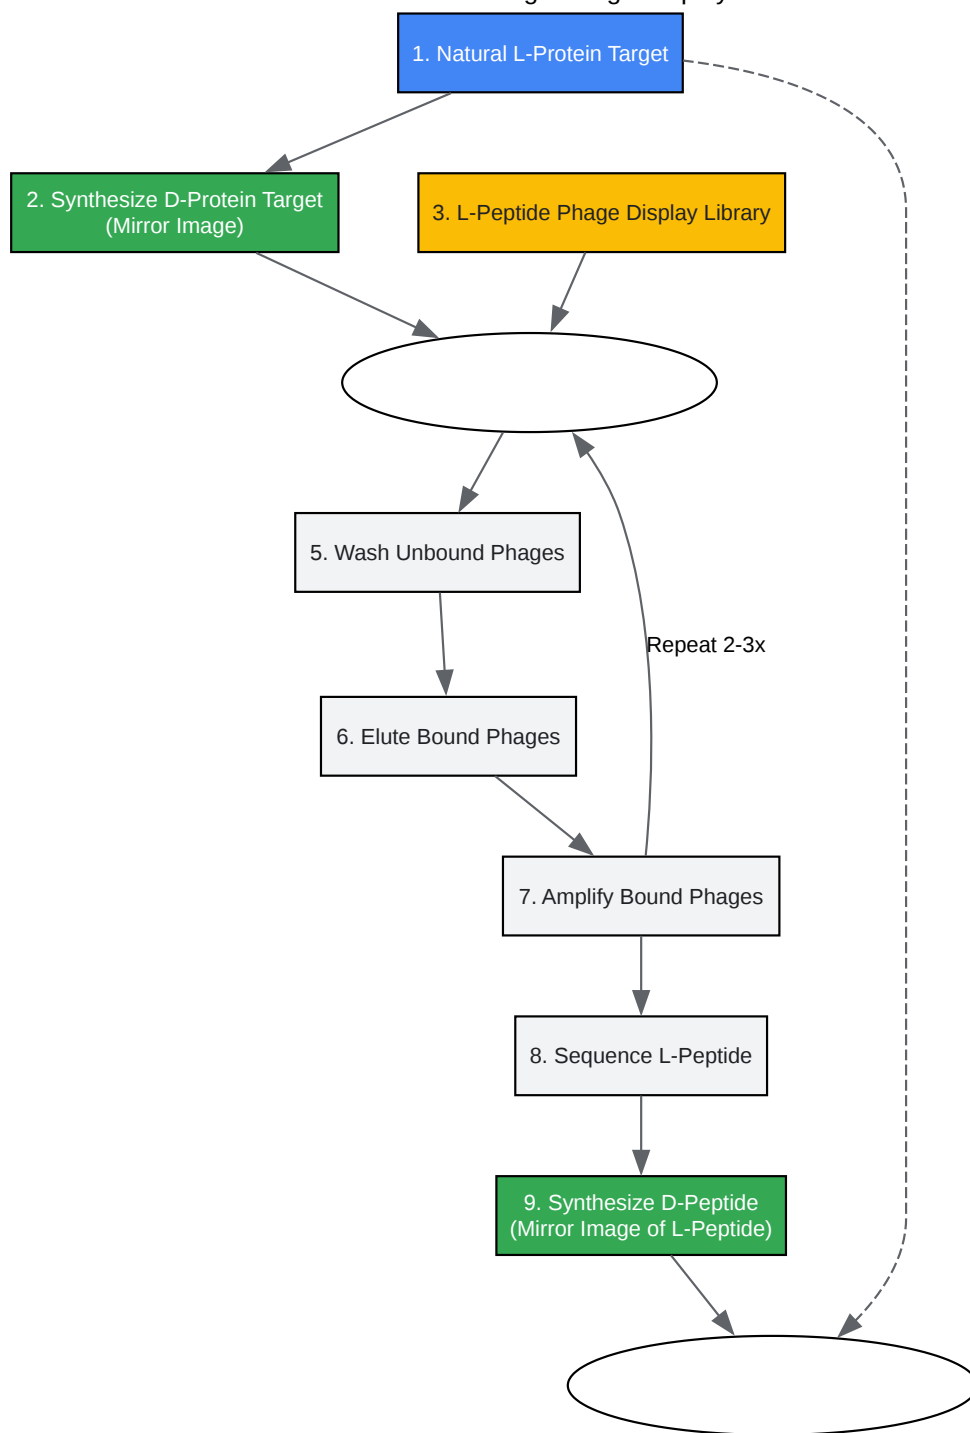 1. Natural L-Protein Target
2. Synthesize D-Protein Target
(Mirror Image)
3. L-Peptide Phage Display Library
5. Wash Unbound Phages
Repeat 2-3x
6. Elute Bound Phages
7. Amplify Bound Phages
8. Sequence L-Peptide
9. Synthesize D-Peptide
(Mirror Image of L-Peptide)